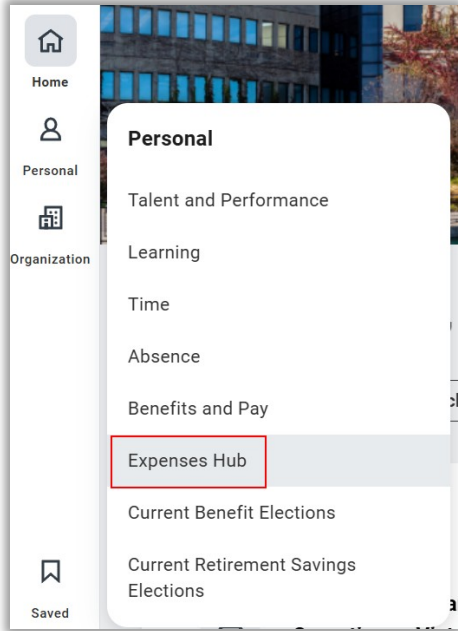 Home
Personal
Organization
Saved
Personal
Talent and Performance
Learning
Time
Absence
Benefits and Pay
Expenses Hub
Current Benefit Elections
Current Retirement Savings
Elections